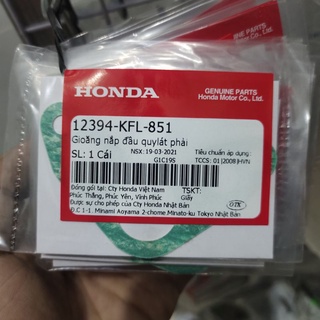 HONDA
GENUINE PARTS
Honda Motor Co., Ltd.
12394-KFL-851
Gioăng nắp đầu quylát phải
NSX: 19-03-2021 Tiêu chuẩn áp dụng :
SL: 1 Cái G1C19S TCCS: 01|2008|HVN
Đóng gói tại: Cty Honda Việt Nam TSKT:
Phúc Thắng, Phúc Yên, Vĩnh Phúc Giấy
Được sự cho phép của Cty Honda Nhật Bản
Đ.C 1-1. Minami Aoyama 2-chome.Minato-ku Tokyo Nhật Bản